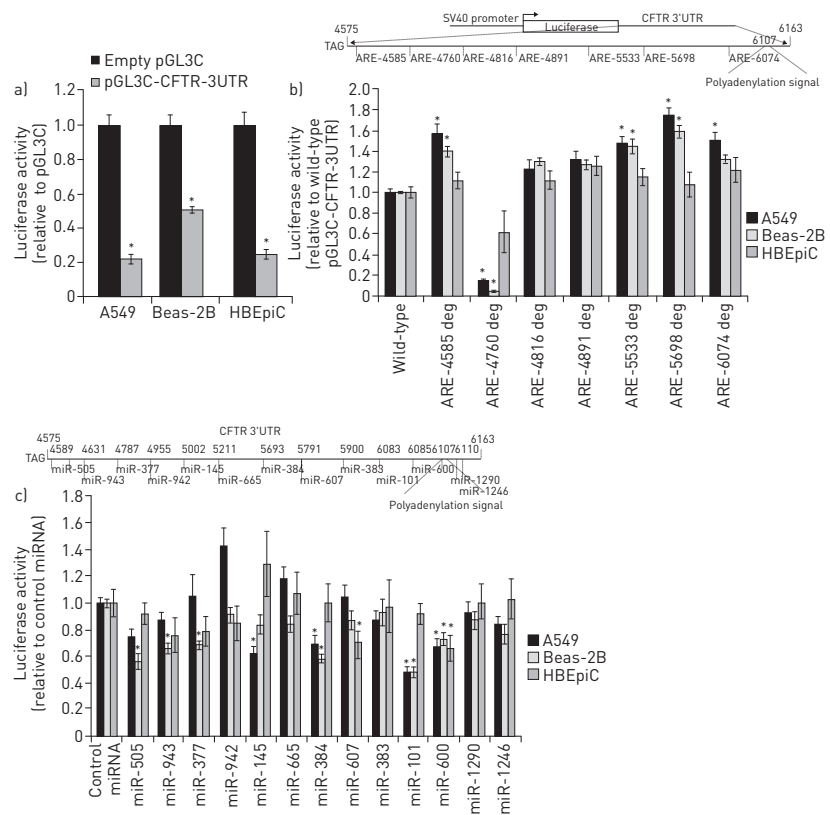 SV40 promoter
Luciferase
CFTR 3'UTR
4575
6163
6107
TAG
ARE-4585 ARE-4760 ARE-4816 ARE-4891 ARE-5533 ARE-5698 ARE-6074
Polyadenylation signal
Empty pGL3C
pGL3C-CFTR-3UTR
a)
Luciferase activity
(relative to pGL3C)
1.2
1.0
0.8
0.6
0.4
0.2
0
* * *
A549 Beas-2B HBEpiC
b)
Luciferase activity
(relative to wild-type
pGL3C-CFTR-3UTR)
2.0
1.8
1.6
1.4
1.2
1.0
0.8
0.6
0.4
0.2
0
* * * * * * * * *
Wild-type
ARE-4585 deg
ARE-4760 deg
ARE-4816 deg
ARE-4891 deg
ARE-5533 deg
ARE-5698 deg
ARE-6074 deg
A549
Beas-2B
HBEpiC
CFTR 3'UTR
4575
6163
4589 4631 4787 4955 5002 5211 5693 5791 5900 6083 6085 6107 6110
TAG
miR-505 miR-377 miR-145 miR-384 miR-383 miR-600 miR-1290
miR-943 miR-942 miR-665 miR-607 miR-101 miR-1246
Polyadenylation signal
c)
Luciferase activity
(relative to control miRNA)
1.8
1.6
1.4
1.2
1.0
0.8
0.6
0.4
0.2
0
* * * * * * * * * * * *
Control
miRNA
miR-505
miR-943
miR-377
miR-942
miR-145
miR-665
miR-384
miR-607
miR-383
miR-101
miR-600
miR-1290
miR-1246
A549
Beas-2B
HBEpiC